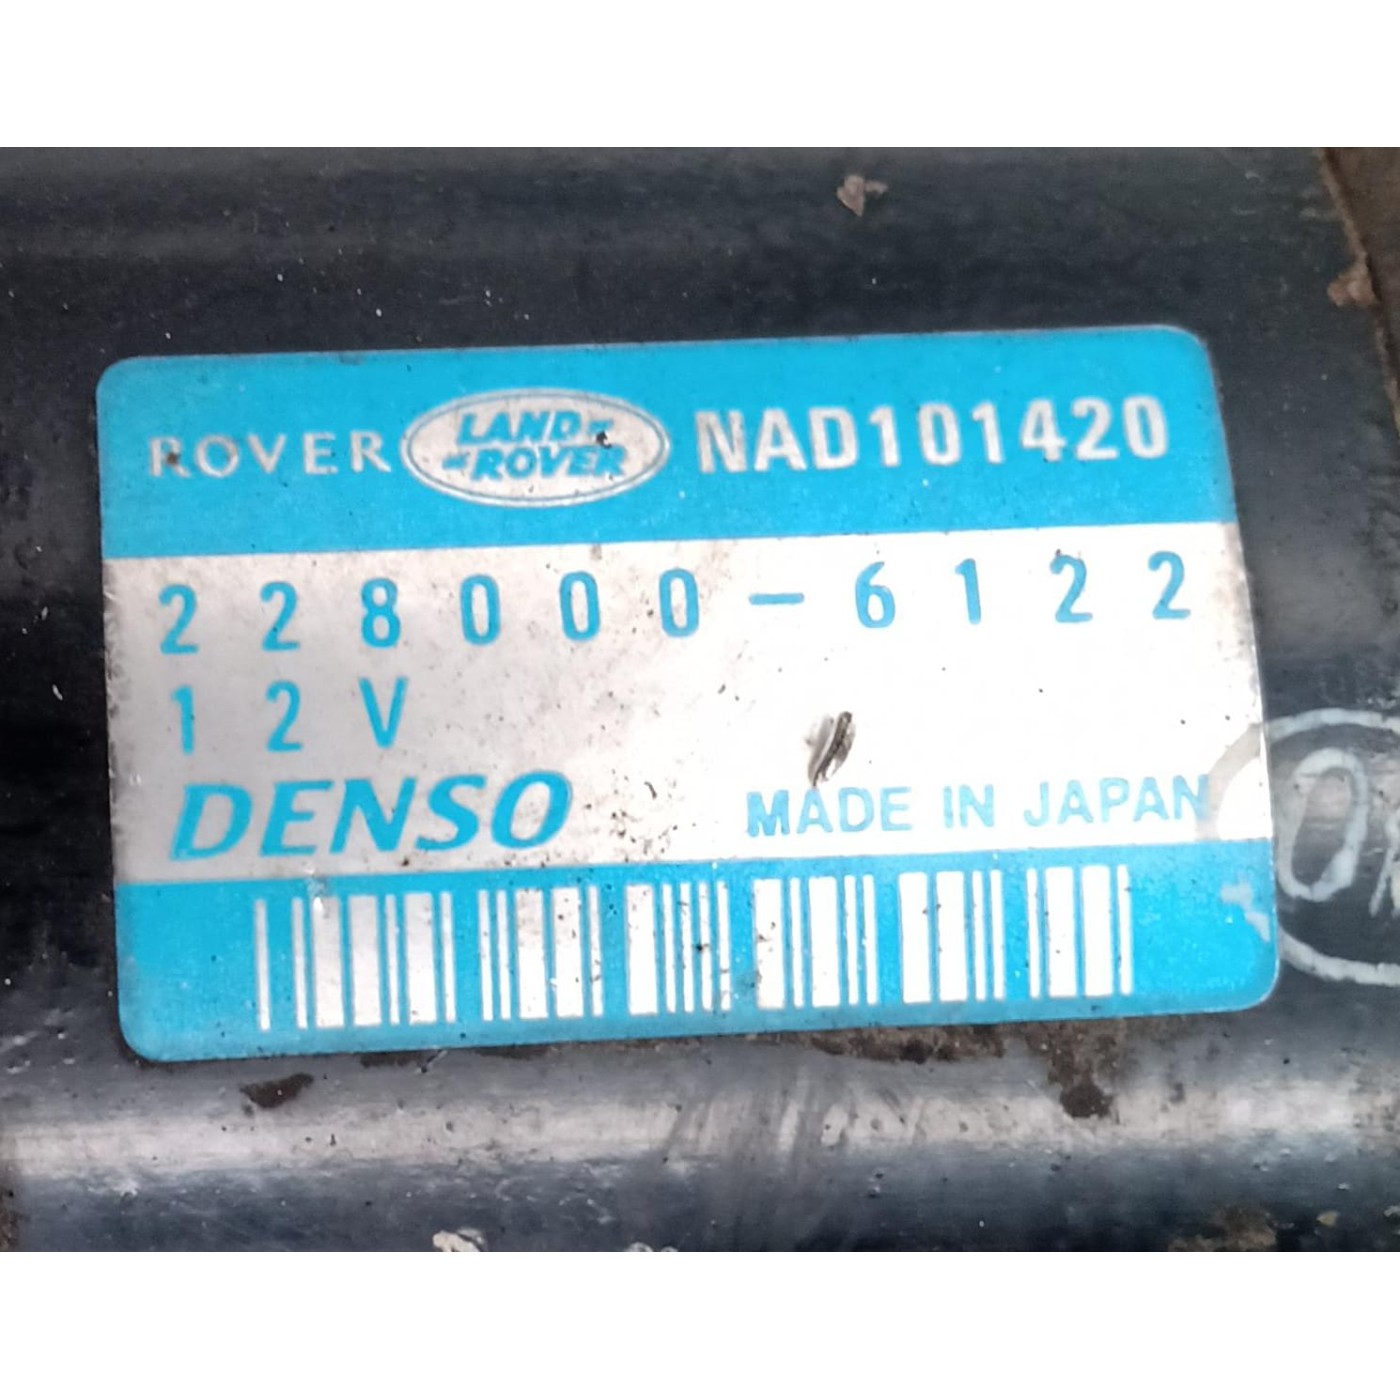 ROVER LAND ROVER NAD101420
228000-6122
12V
DENSO MADE IN JAPAN